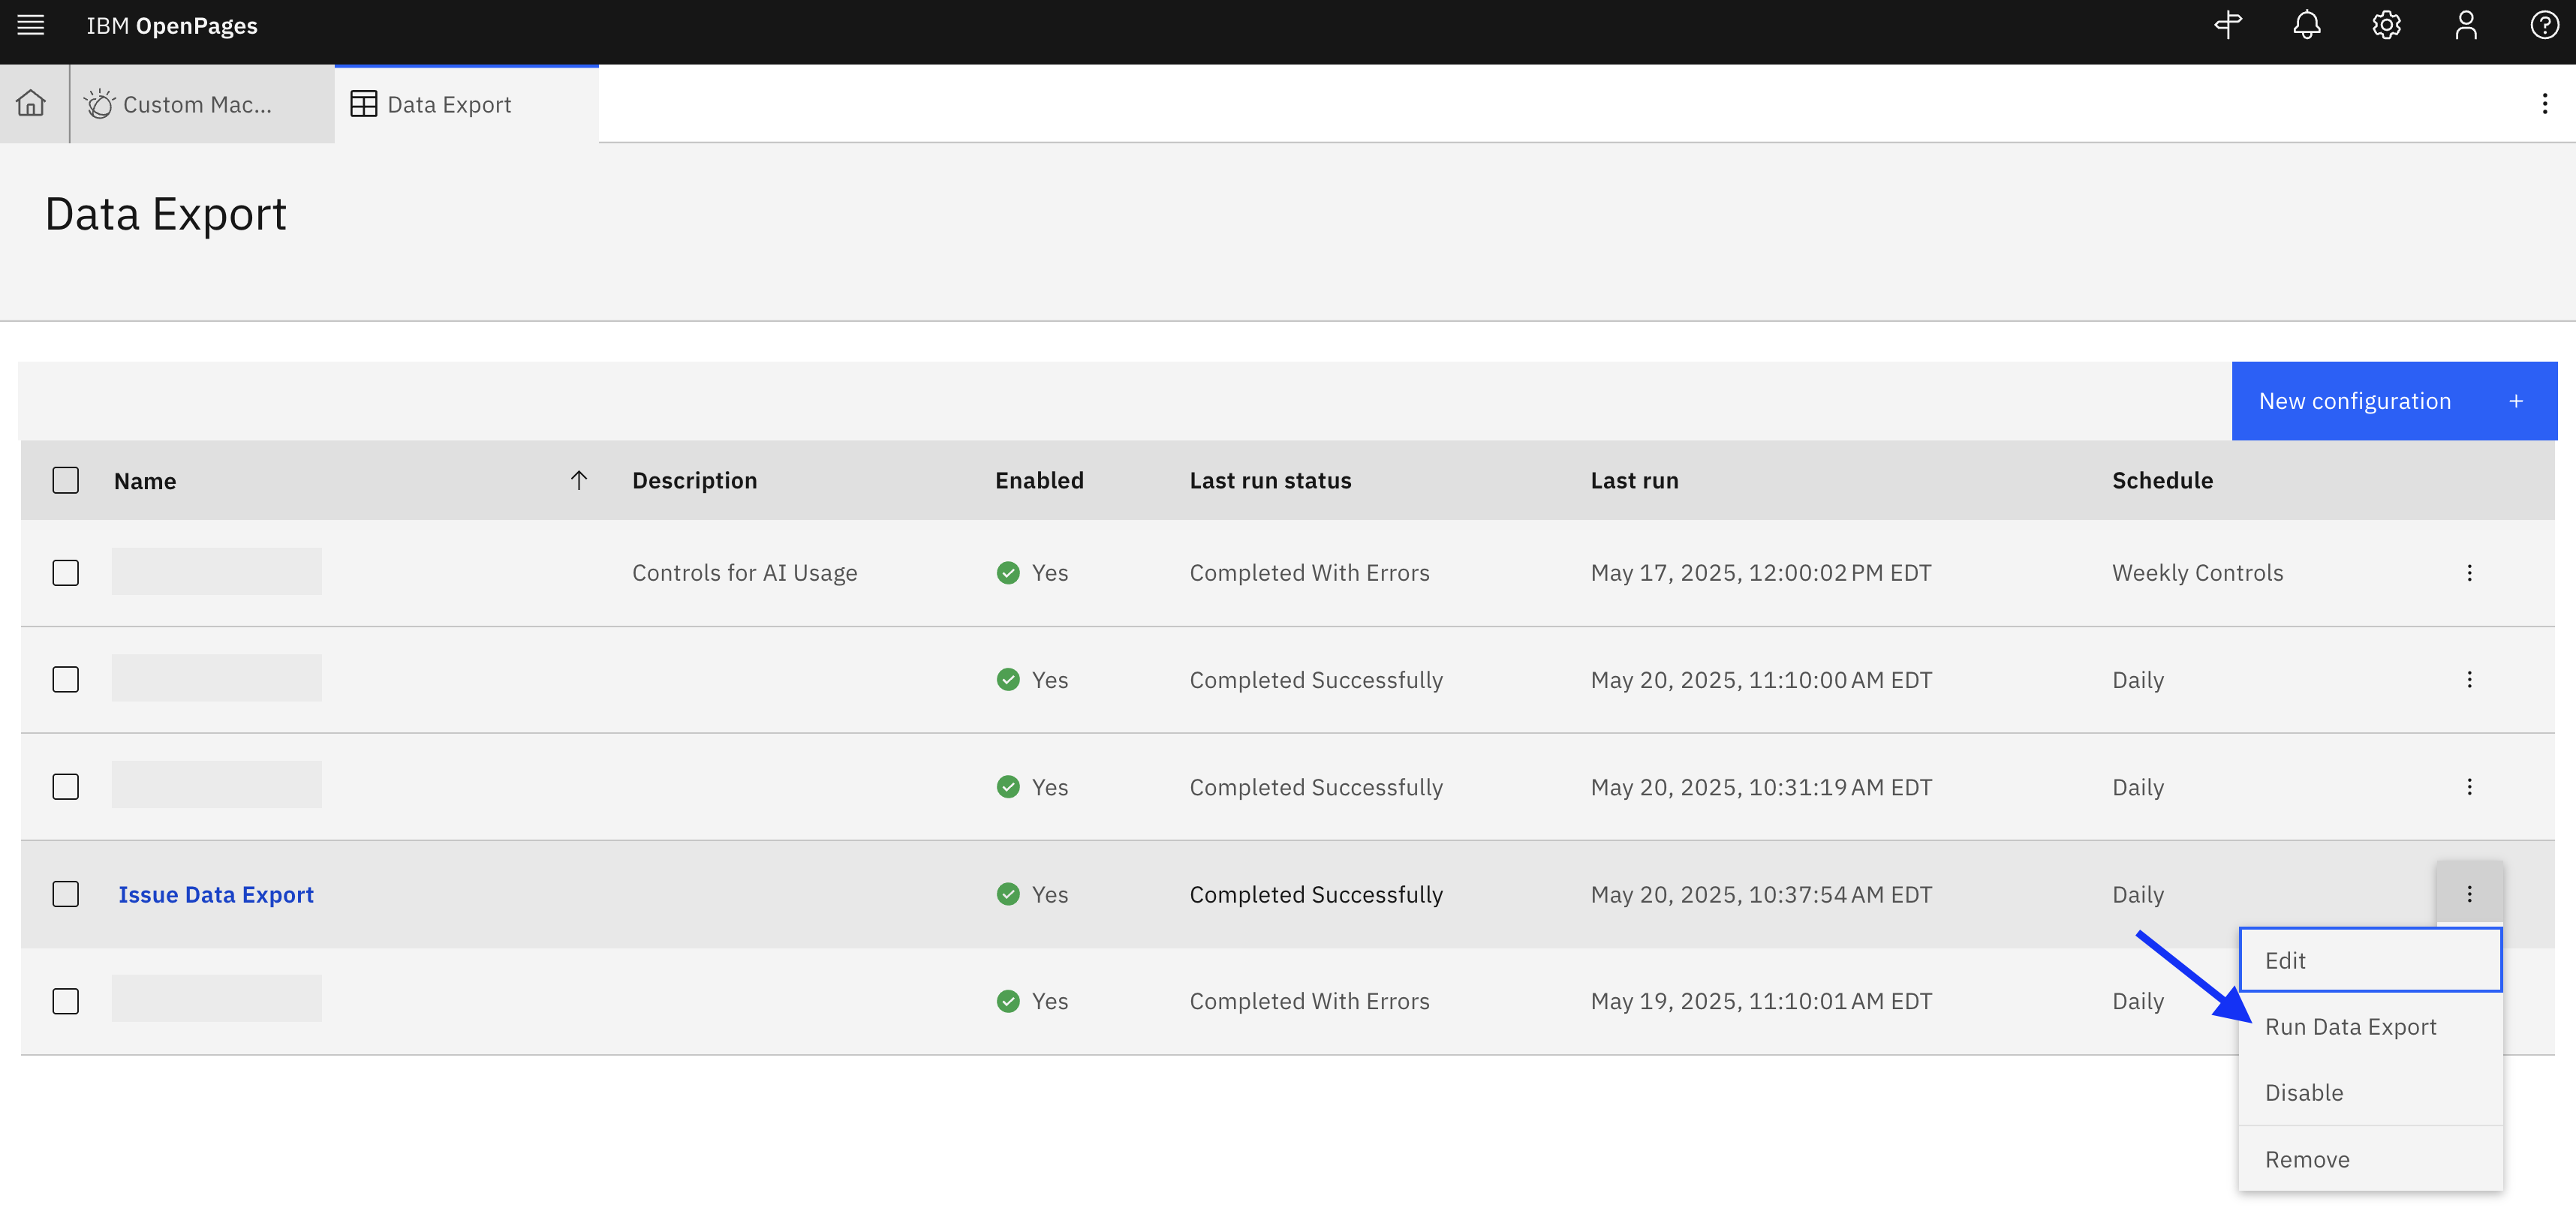 IBM OpenPages
Custom Mac...
Data Export
Data Export
New configuration +
Name Description Enabled Last run status Last run Schedule
Controls for AI Usage Yes Completed With Errors May 17, 2025, 12:00:02 PM EDT Weekly Controls
Yes Completed Successfully May 20, 2025, 11:10:00 AM EDT Daily
Yes Completed Successfully May 20, 2025, 10:31:19 AM EDT Daily
Issue Data Export Yes Completed Successfully May 20, 2025, 10:37:54 AM EDT Daily
Edit
Yes Completed With Errors May 19, 2025, 11:10:01 AM EDT Daily
Run Data Export
Disable
Remove